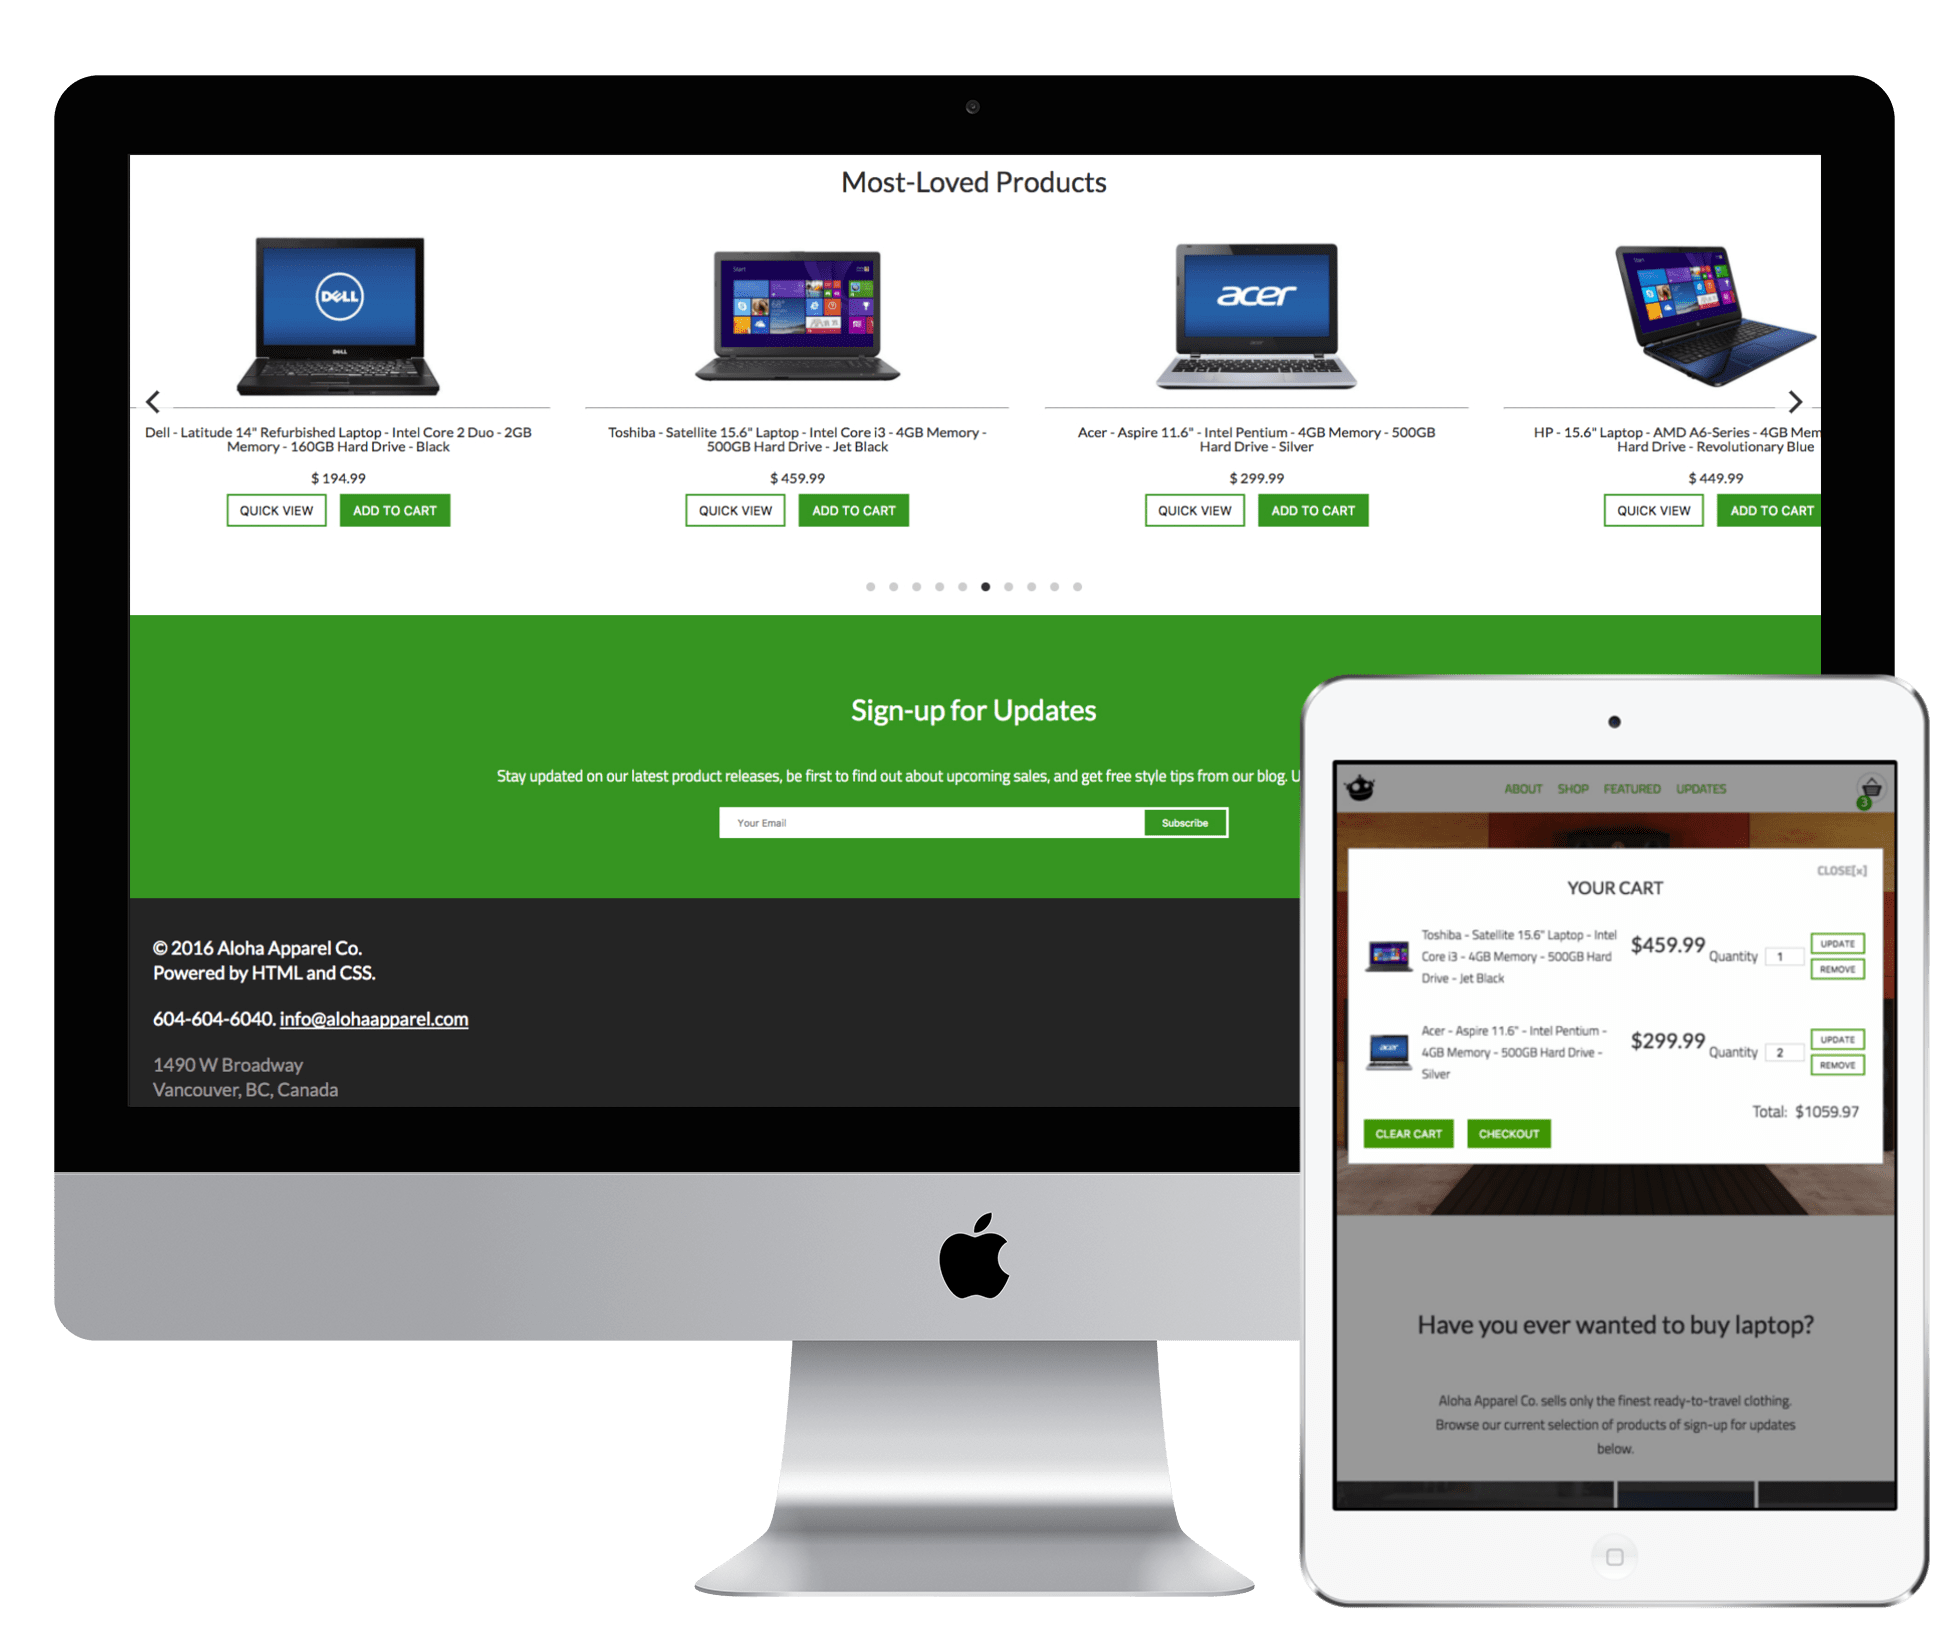 Most-Loved Products
DELL
DELL
Start
acer
acer
Start
Dell - Latitude 14" Refurbished Laptop - Intel Core 2 Duo - 2GB
Memory - 160GB Hard Drive - Black
$ 194.99
QUICK VIEW
ADD TO CART
Toshiba - Satellite 15.6" Laptop - Intel Core i3 - 4GB Memory -
500GB Hard Drive - Jet Black
$ 459.99
QUICK VIEW
ADD TO CART
Acer - Aspire 11.6" - Intel Pentium - 4GB Memory - 500GB
Hard Drive - Silver
$ 299.99
QUICK VIEW
ADD TO CART
HP - 15.6" Laptop - AMD A6-Series - 4GB Mem
Hard Drive - Revolutionary Blue
$ 449.99
QUICK VIEW
ADD TO CART
Sign-up for Updates
Stay updated on our latest product releases, be first to find out about upcoming sales, and get free style tips from our blog. U
Your Email
Subscribe
© 2016 Aloha Apparel Co.
Powered by HTML and CSS.
604-604-6040. info@alohaapparel.com
1490 W Broadway
Vancouver, BC, Canada
ABOUT SHOP FEATURED UPDATES
3
CLOSE[x]
YOUR CART
Toshiba - Satellite 15.6" Laptop - Intel
Core i3 - 4GB Memory - 500GB Hard
Drive - Jet Black
$459.99
Quantity 1
UPDATE
REMOVE
acer
Acer - Aspire 11.6" - Intel Pentium -
4GB Memory - 500GB Hard Drive -
Silver
$299.99
Quantity 2
UPDATE
REMOVE
Total: $1059.97
CLEAR CART
CHECKOUT
Have you ever wanted to buy laptop?
Aloha Apparel Co. sells only the finest ready-to-travel clothing.
Browse our current selection of products of sign-up for updates
below.